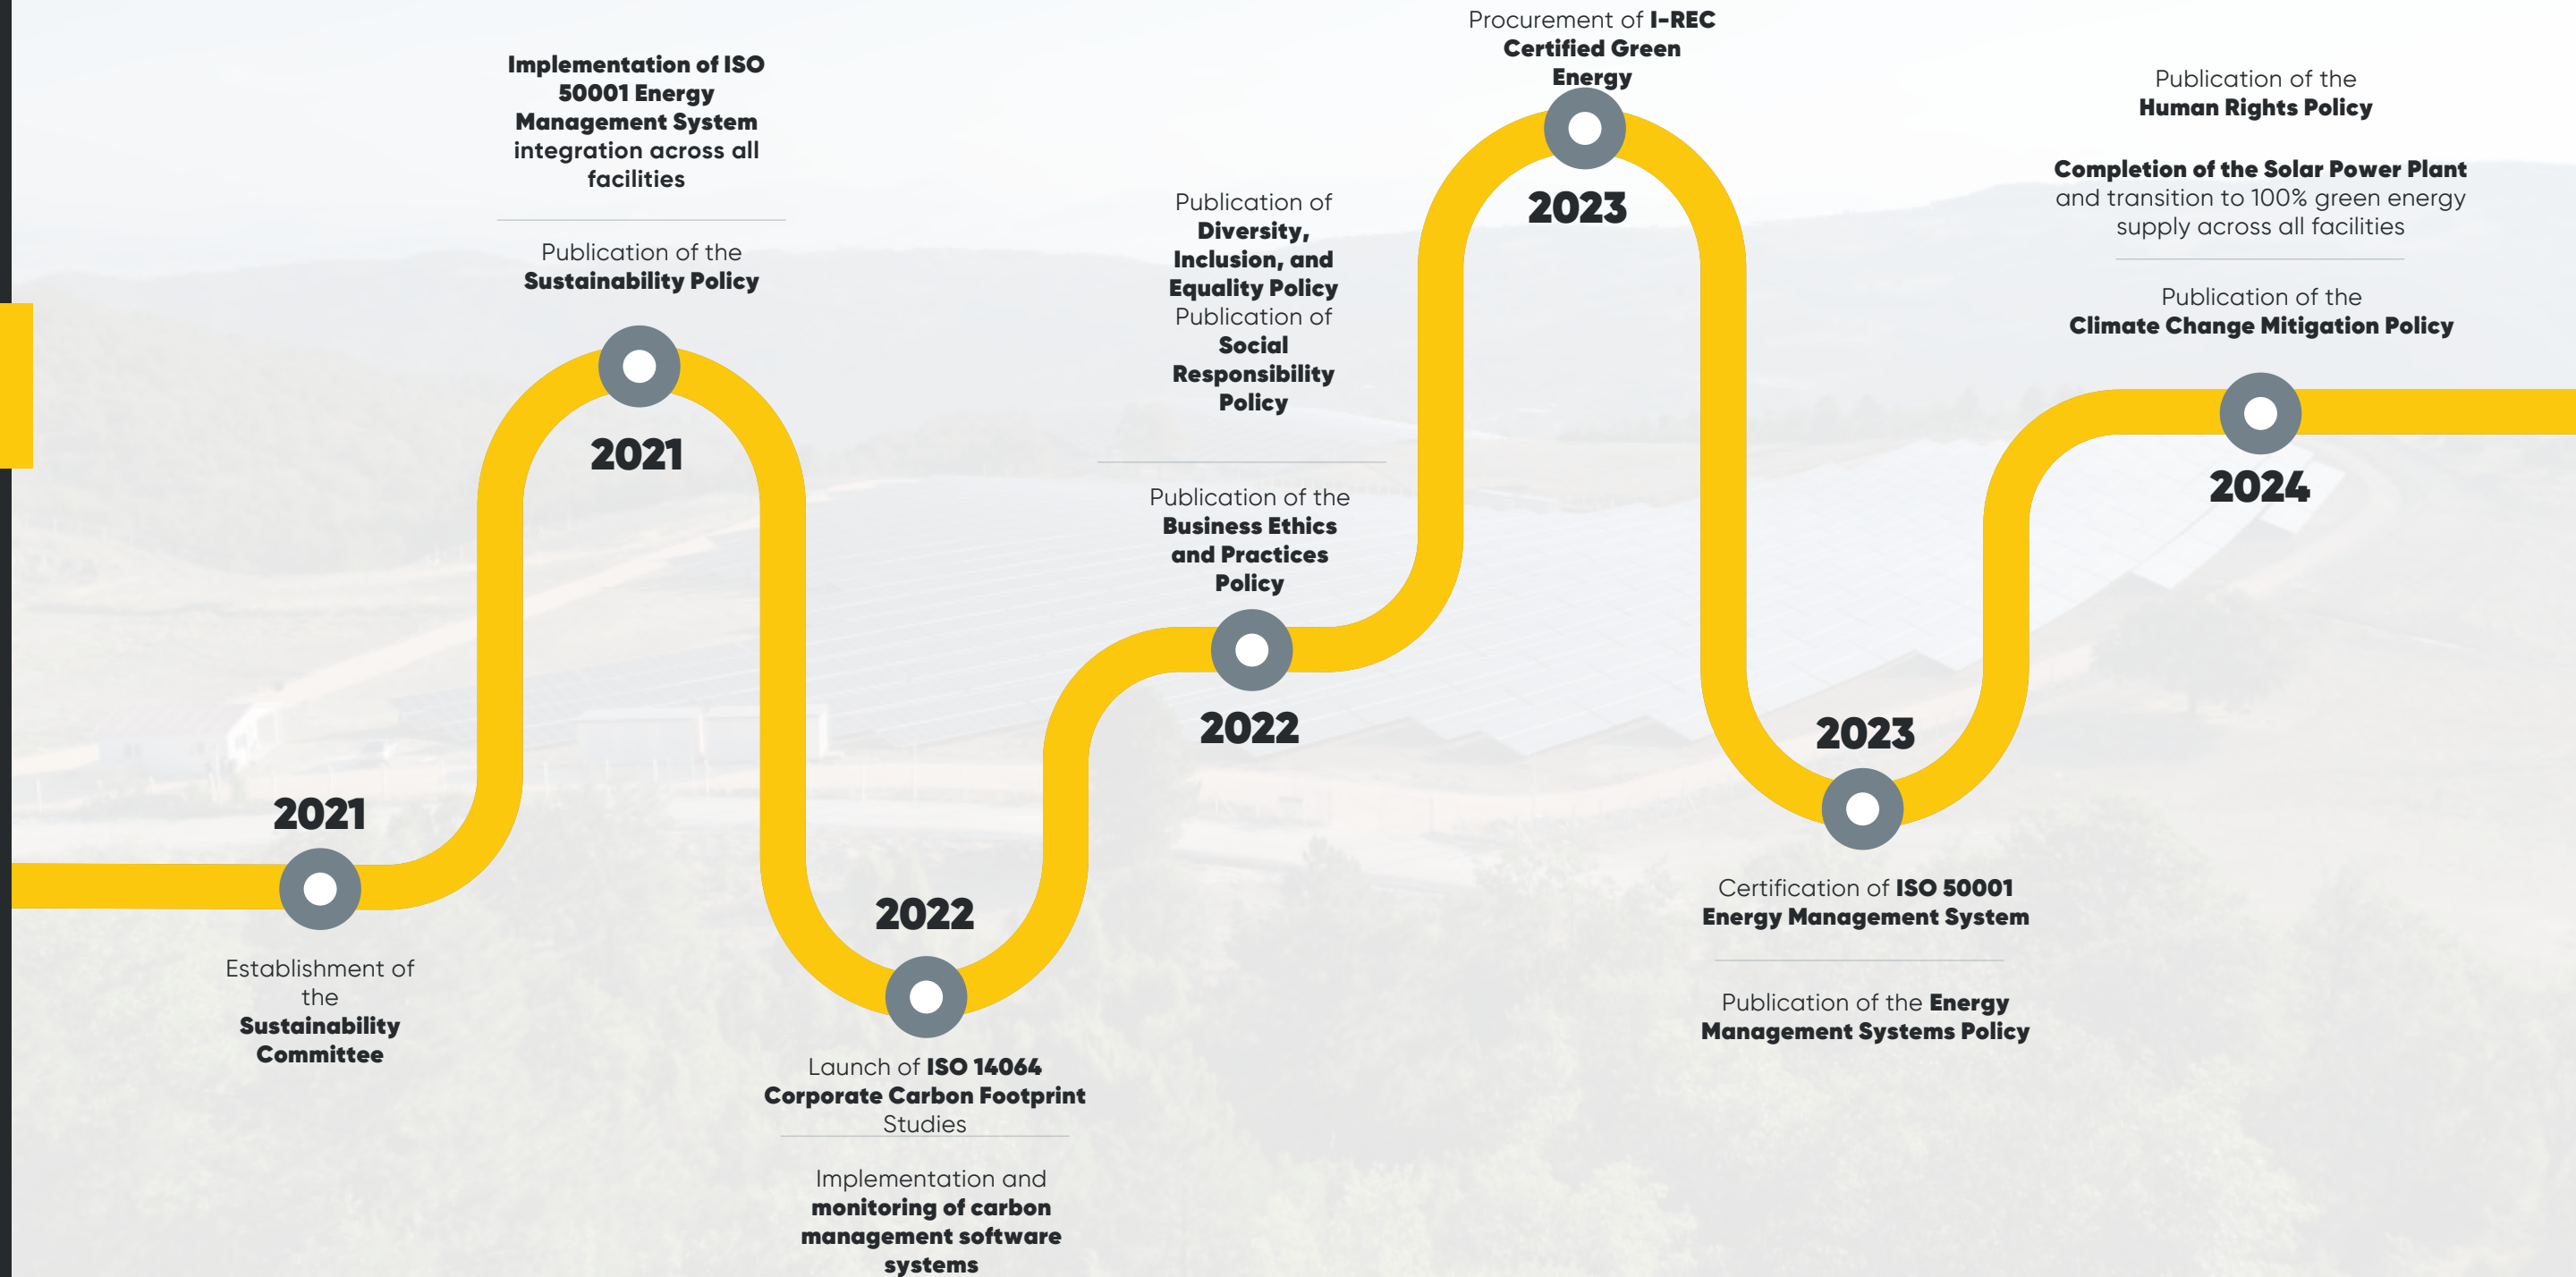 2021
Establishment of
the
Sustainability
Committee
Implementation of ISO
50001 Energy
Management System
integration across all
facilities
Publication of the
Sustainability Policy
2021
2022
Launch of ISO 14064
Corporate Carbon Footprint
Studies
Implementation and
monitoring of carbon
management software
systems
Publication of
Diversity,
Inclusion, and
Equality Policy
Publication of
Social
Responsibility
Policy
Publication of the
Business Ethics
and Practices
Policy
2022
Procurement of I-REC
Certified Green
Energy
2023
2023
Certification of ISO 50001
Energy Management System
Publication of the Energy
Management Systems Policy
Publication of the
Human Rights Policy
Completion of the Solar Power Plant
and transition to 100% green energy
supply across all facilities
Publication of the
Climate Change Mitigation Policy
2024